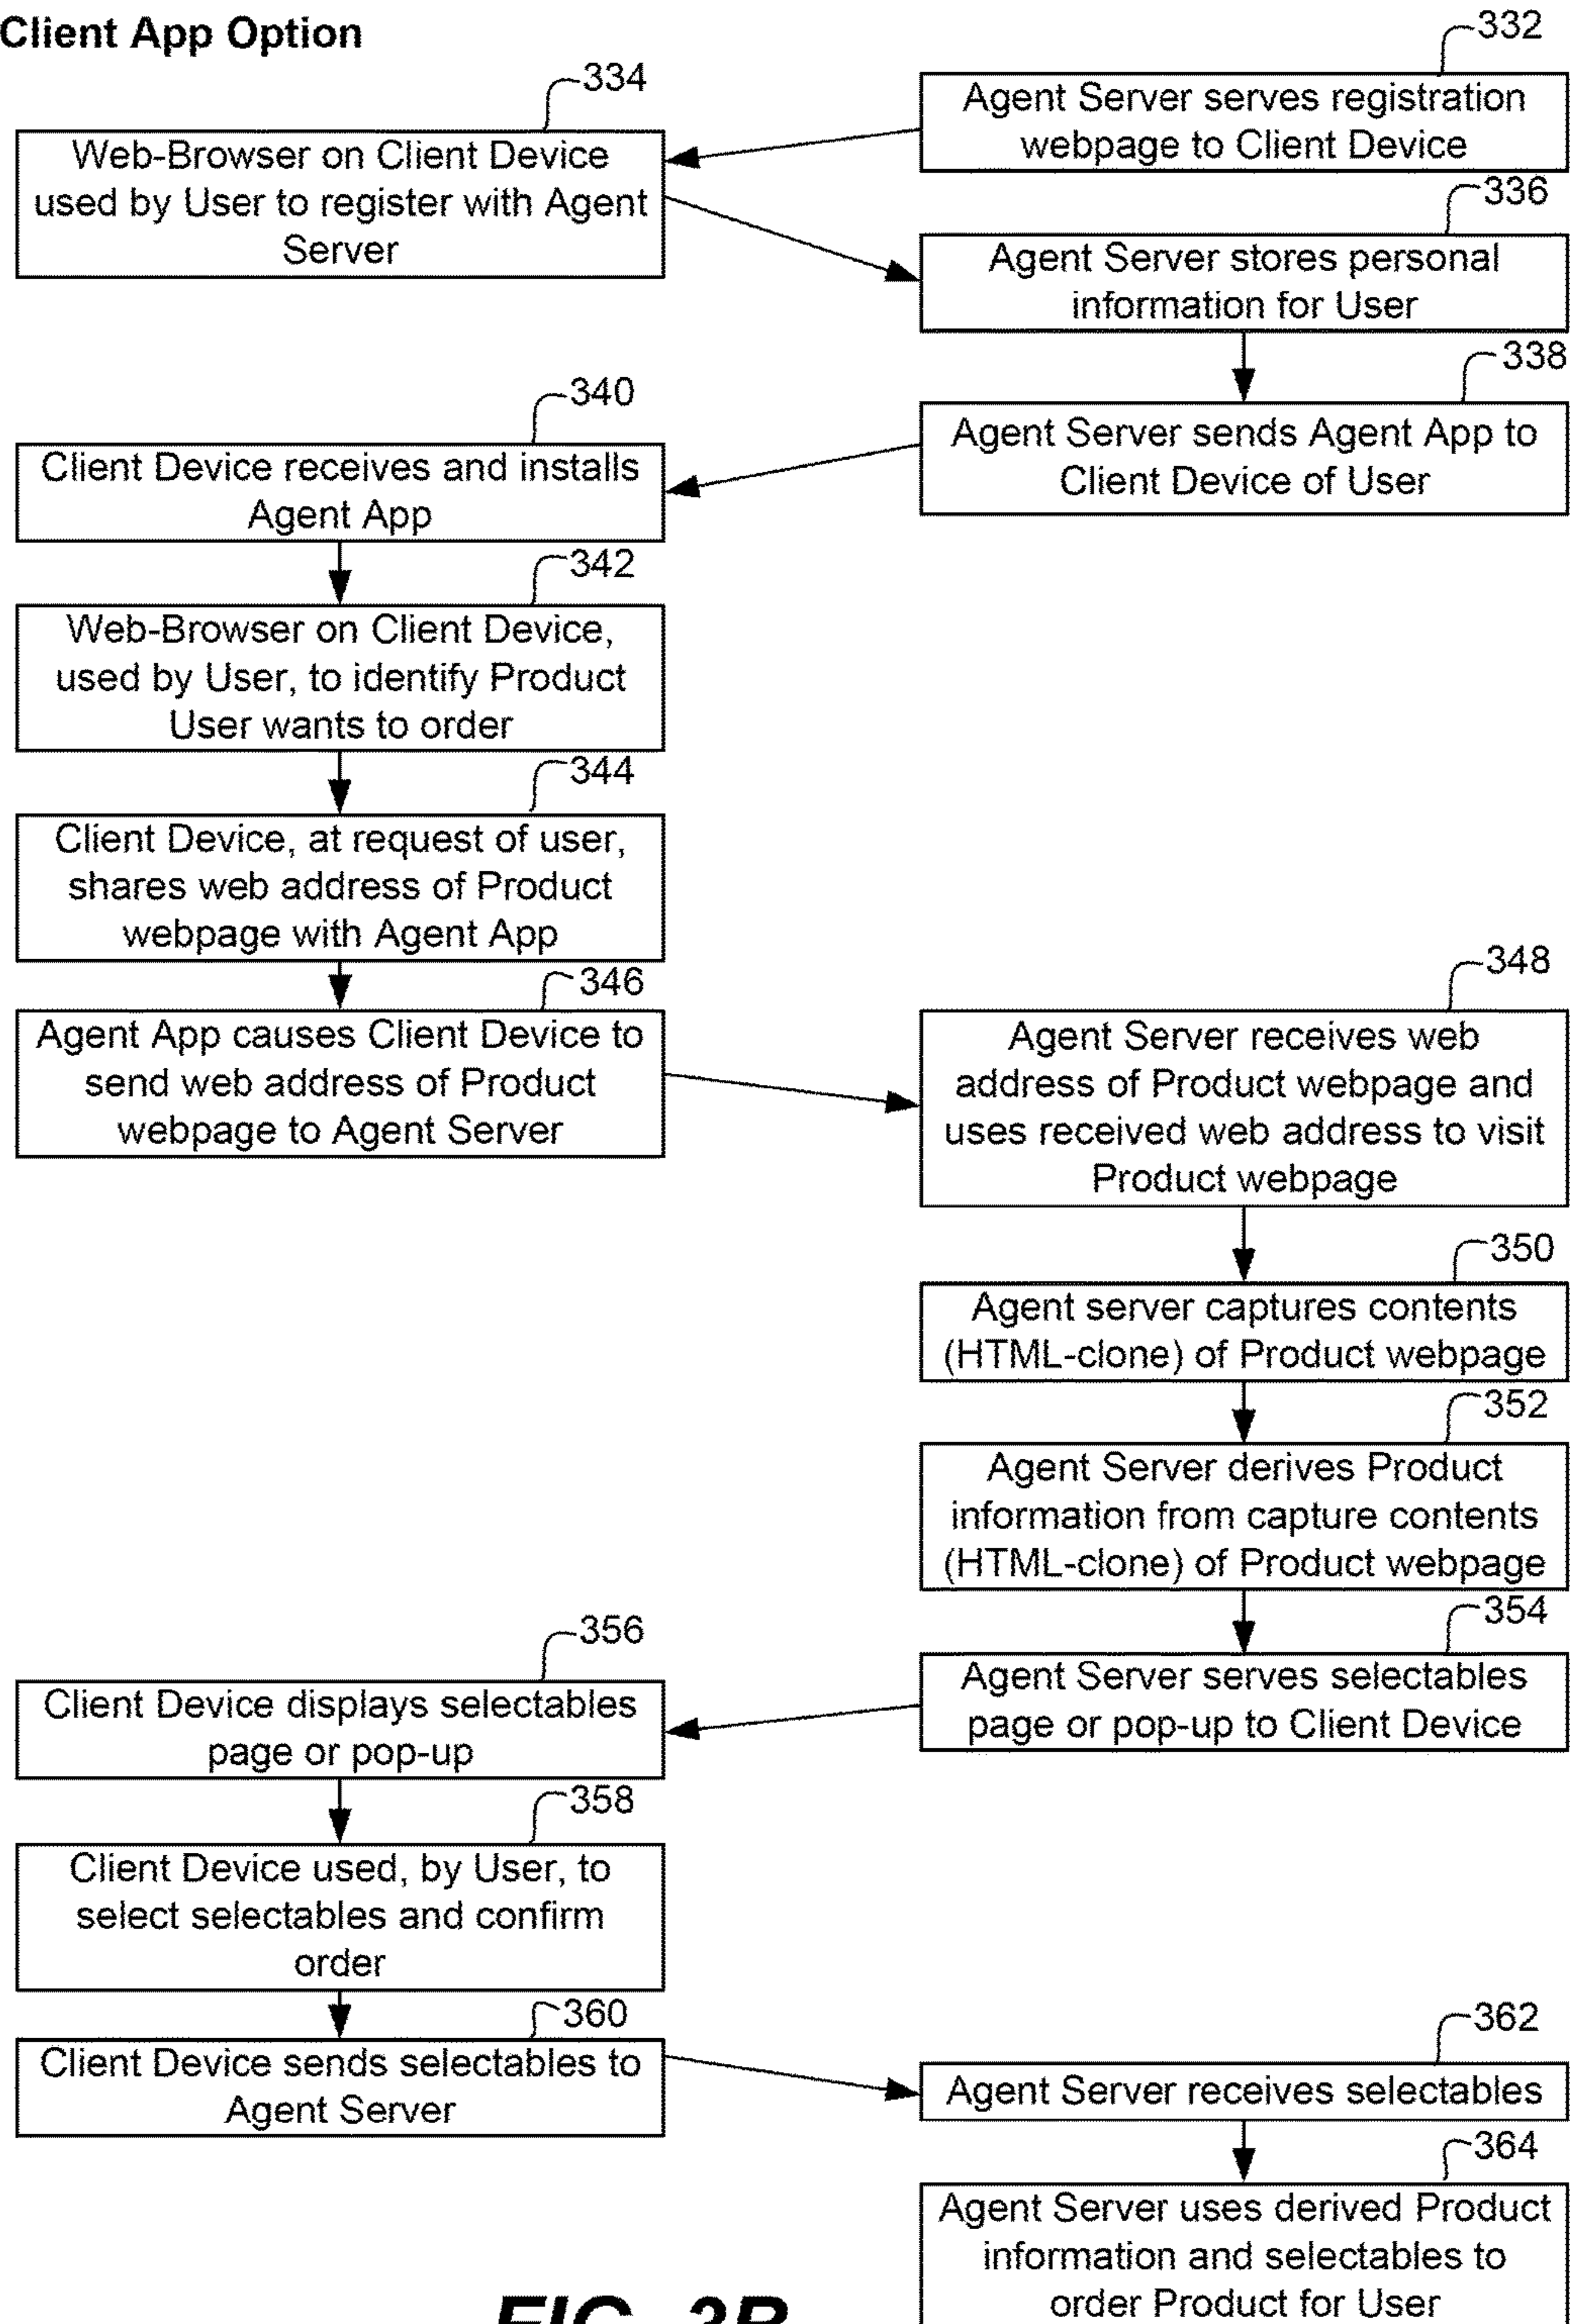 Client App Option
332
Agent Server serves registration
webpage to Client Device
334
Web-Browser on Client Device
used by User to register with Agent
Server
336
Agent Server stores personal
information for User
338
Agent Server sends Agent App to
Client Device of User
340
Client Device receives and installs
Agent App
342
Web-Browser on Client Device,
used by User, to identify Product
User wants to order
344
Client Device, at request of user,
shares web address of Product
webpage with Agent App
346
Agent App causes Client Device to
send web address of Product
webpage to Agent Server
348
Agent Server receives web
address of Product webpage and
uses received web address to visit
Product webpage
350
Agent server captures contents
(HTML-clone) of Product webpage
352
Agent Server derives Product
information from capture contents
(HTML-clone) of Product webpage
354
Agent Server serves selectables
page or pop-up to Client Device
356
Client Device displays selectables
page or pop-up
358
Client Device used, by User, to
select selectables and confirm
order
360
Client Device sends selectables to
Agent Server
362
Agent Server receives selectables
364
Agent Server uses derived Product
information and selectables to
order Product for User
FIG. 3B